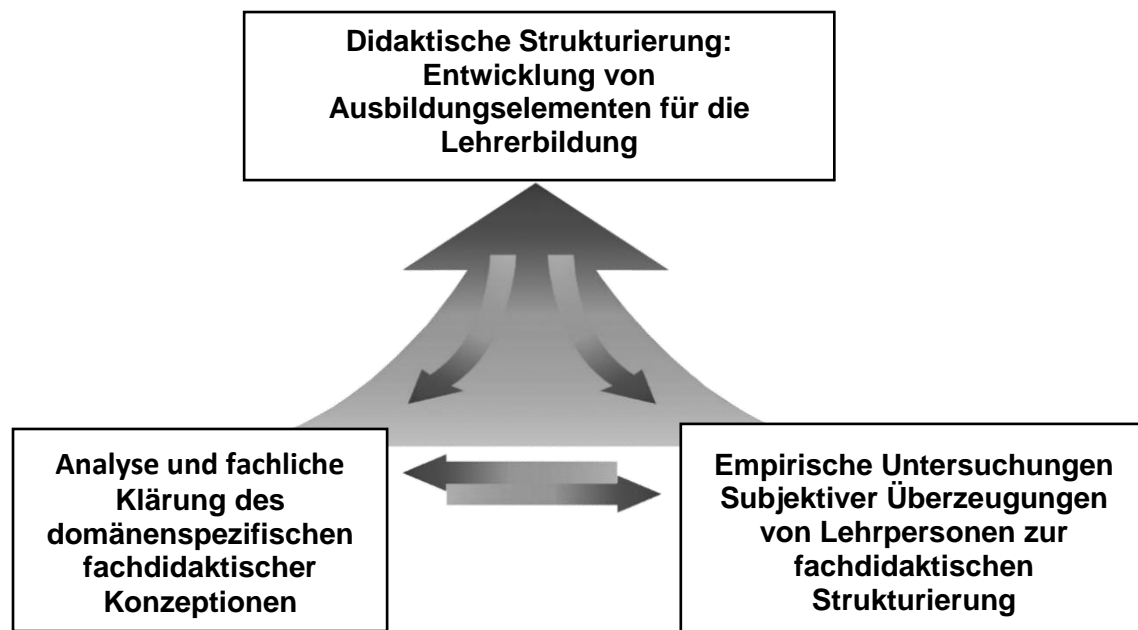 Didaktische Strukturierung:
Entwicklung von
Ausbildungselementen für die
Lehrerbildung
Analyse und fachliche
Klärung des
domänenspezifischen
fachdidaktischer
Konzeptionen
Empirische Untersuchungen
Subjektiver Überzeugungen
von Lehrpersonen zur
fachdidaktischen
Strukturierung